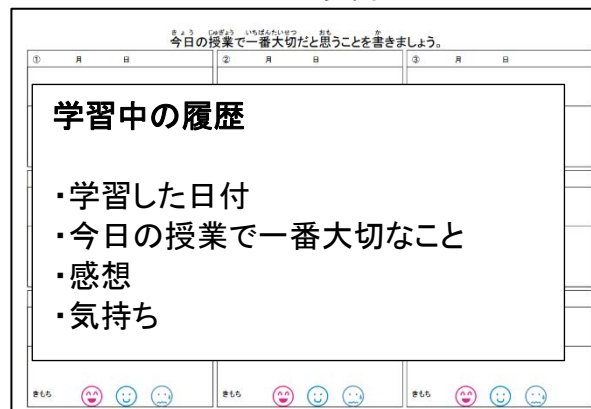 きょう じゅぎょう いちばんたいせつ おも か
今日の授業で一番大切だと思うことを書きましょう。
① 月 日 ② 月 日 ③ 月 日
学習中の履歴
・学習した日付
・今日の授業で一番大切なこと
・感想
・気持ち
きもち きもち きもち